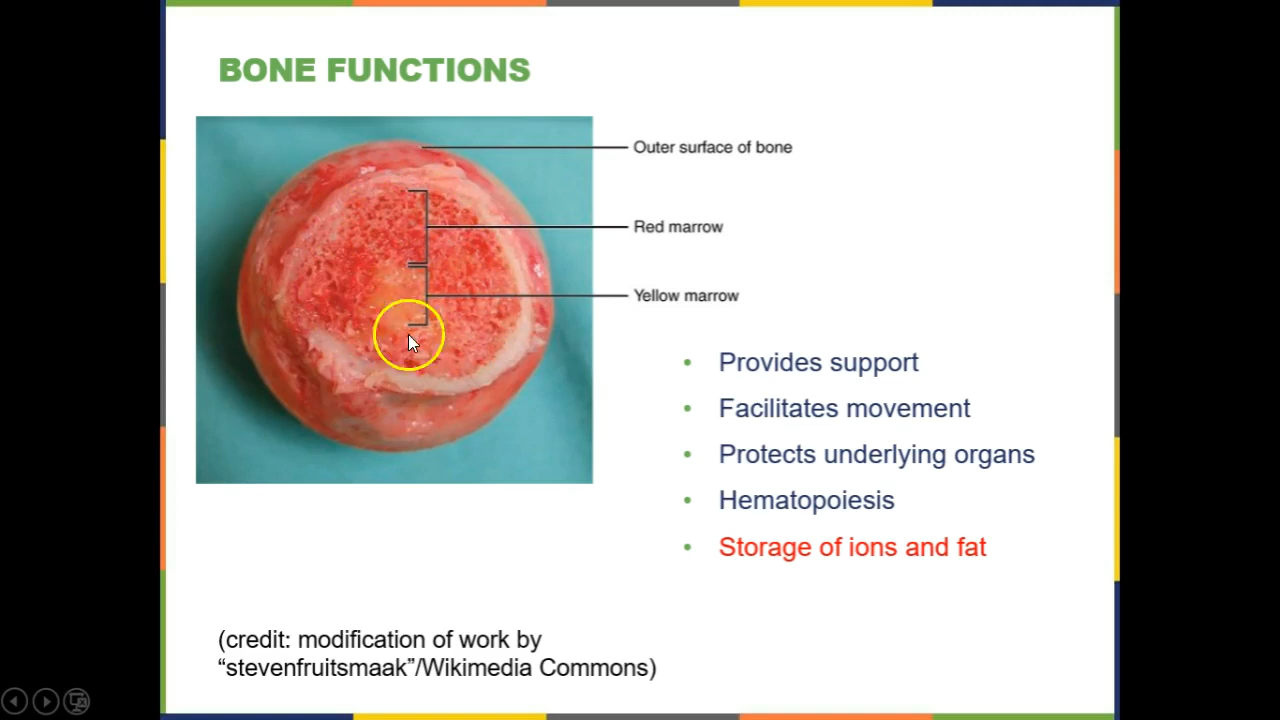 BONE FUNCTIONS
Outer surface of bone
Red marrow
Yellow marrow
• Provides support
• Facilitates movement
• Protects underlying organs
• Hematopoiesis
• Storage of ions and fat
(credit: modification of work by
“stevenfruitsmaak”/Wikimedia Commons)